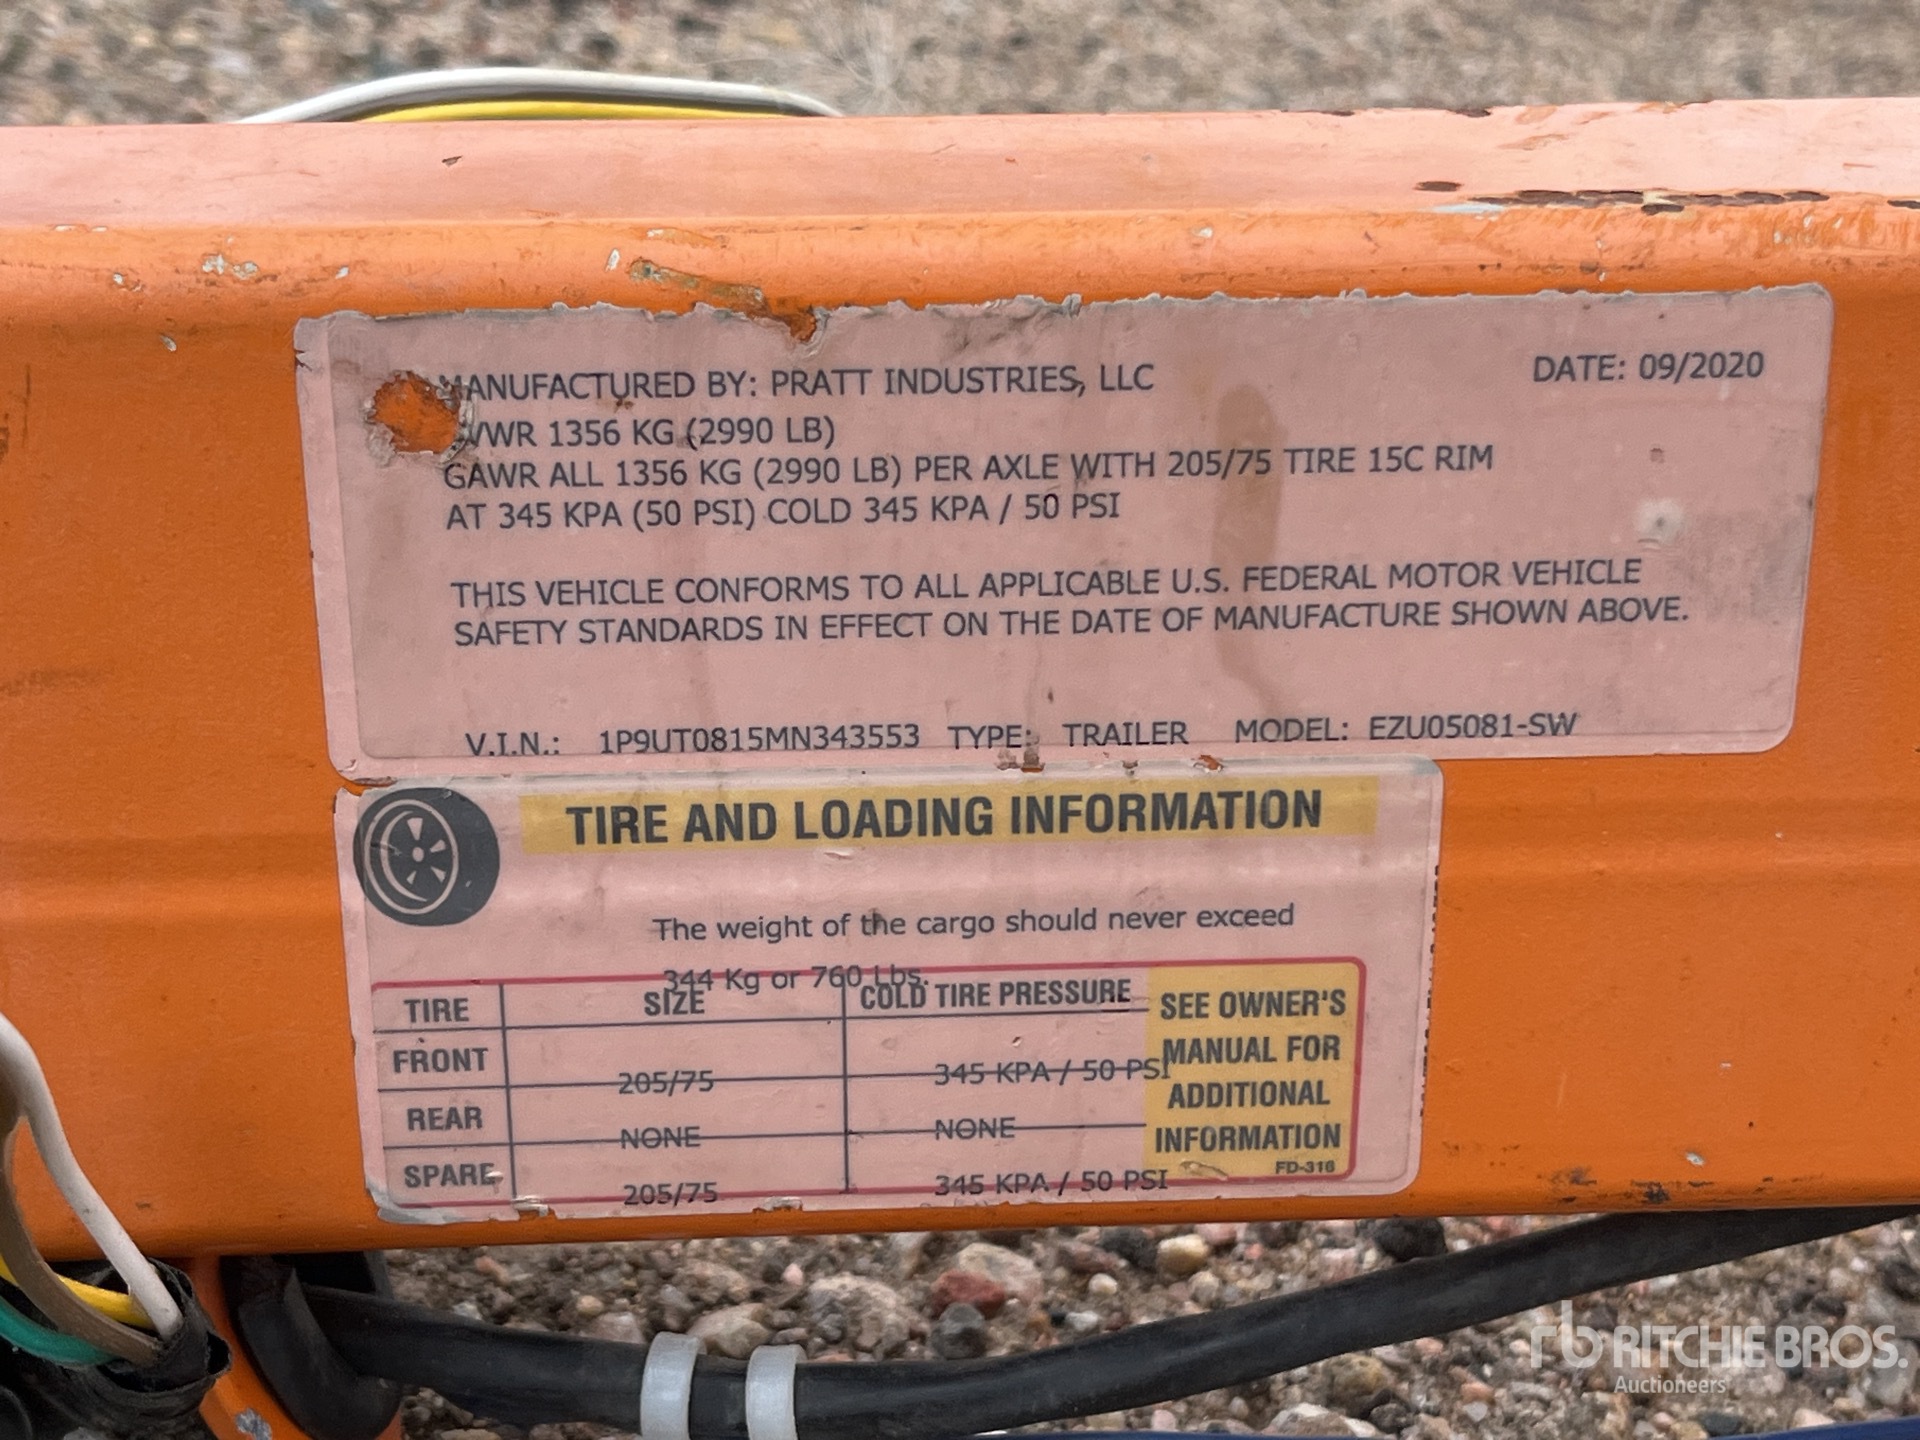 MANUFACTURED BY: PRATT INDUSTRIES, LLC DATE: 09/2020
VWR 1356 KG (2990 LB)
GAWR ALL 1356 KG (2990 LB) PER AXLE WITH 205/75 TIRE 15C RIM
AT 345 KPA (50 PSI) COLD 345 KPA / 50 PSI
THIS VEHICLE CONFORMS TO ALL APPLICABLE U.S. FEDERAL MOTOR VEHICLE
SAFETY STANDARDS IN EFFECT ON THE DATE OF MANUFACTURE SHOWN ABOVE.
V.I.N.: 1P9UT0815MN343553 TYPE: TRAILER MODEL: EZU05081-SW
TIRE AND LOADING INFORMATION
The weight of the cargo should never exceed
344 Kg or 760 Lbs.
TIRE SIZE COLD TIRE PRESSURE
FRONT 205/75 345 KPA / 50 PSI
REAR NONE NONE
SPARE 205/75 345 KPA / 50 PSI
SEE OWNER'S
MANUAL FOR
ADDITIONAL
INFORMATION
FD-316
rb RITCHIE BROS.
Auctioneers